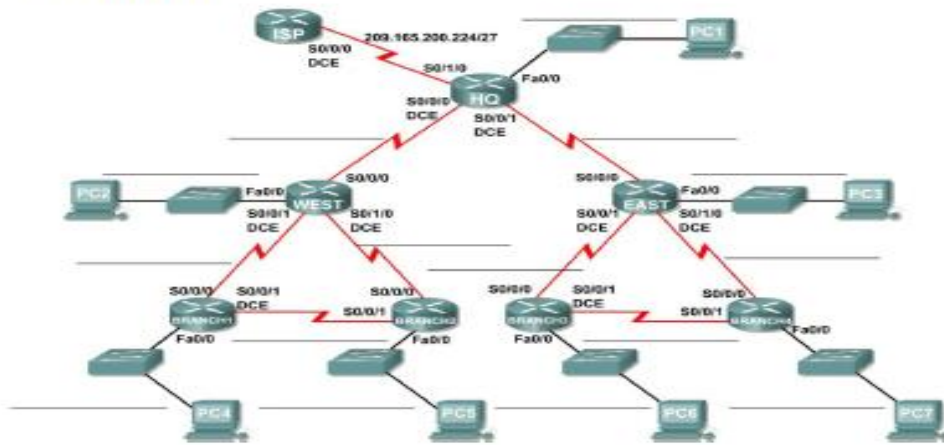 ISP
209.165.200.224/27
PC1
S0/0/0
DCE
S0/1/0
Fa0/0
HQ
S0/0/0
DCE
S0/0/1
DCE
PC2
Fa0/0
S0/0/0
WEST
S0/0/1
DCE
S0/1/0
DCE
S0/0/0
Fa0/0
EAST
PC3
S0/0/1
DCE
S0/1/0
DCE
S0/0/0
S0/0/1
DCE
S0/0/0
BRANCH1
S0/0/1
BRANCH2
Fa0/0
Fa0/0
S0/0/0
S0/0/1
DCE
S0/0/0
BRANCH3
S0/0/1
BRANCH4
Fa0/0
Fa0/0
PC4
PC5
PC6
PC7